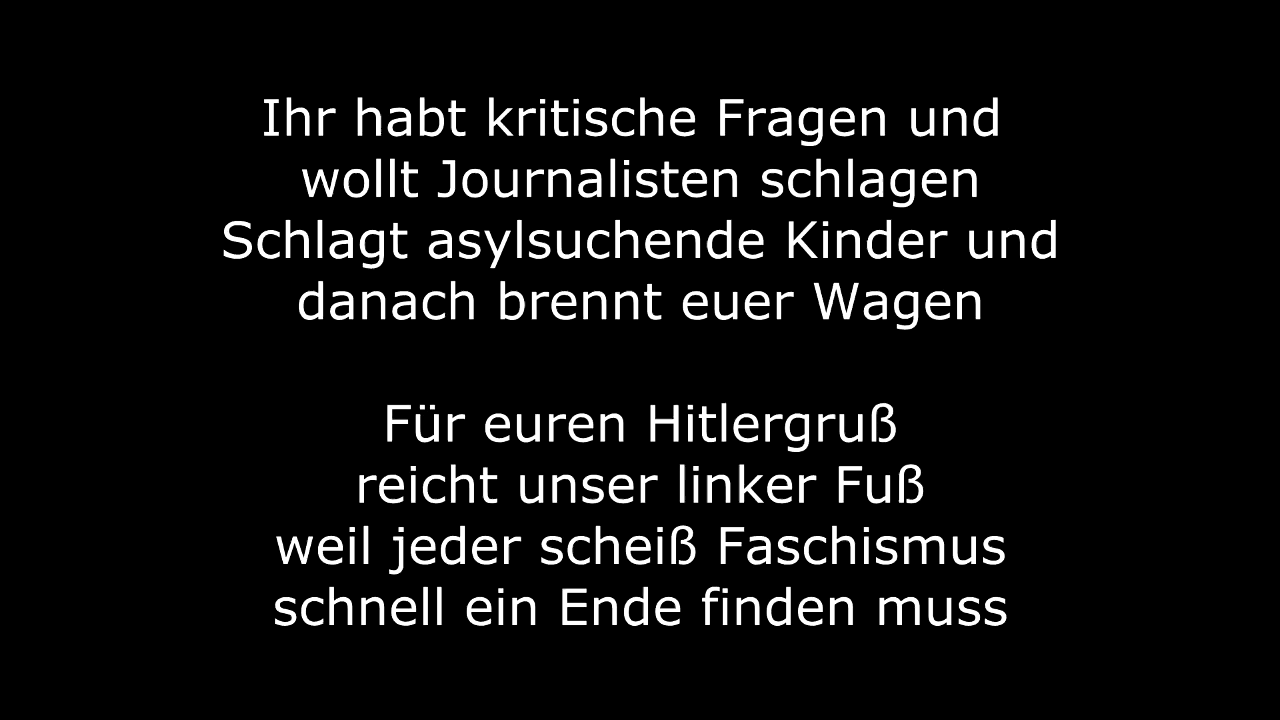 Ihr habt kritische Fragen und
wollt Journalisten schlagen
Schlagt asylsuchende Kinder und
danach brennt euer Wagen
Für euren Hitlergruß
reicht unser linker Fuß
weil jeder scheiß Faschismus
schnell ein Ende finden muss